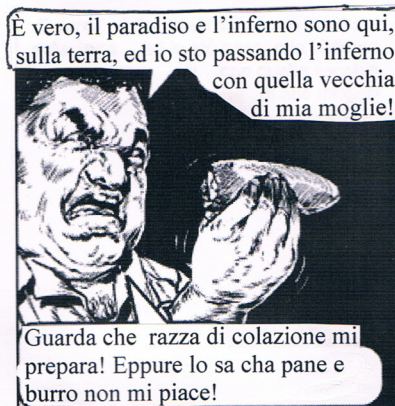 È vero, il paradiso e l'inferno sono qui,
sulla terra, ed io sto passando l'inferno
con quella vecchia
di mia moglie!
Guarda che razza di colazione mi
prepara! Eppure lo sa cha pane e
burro non mi piace!